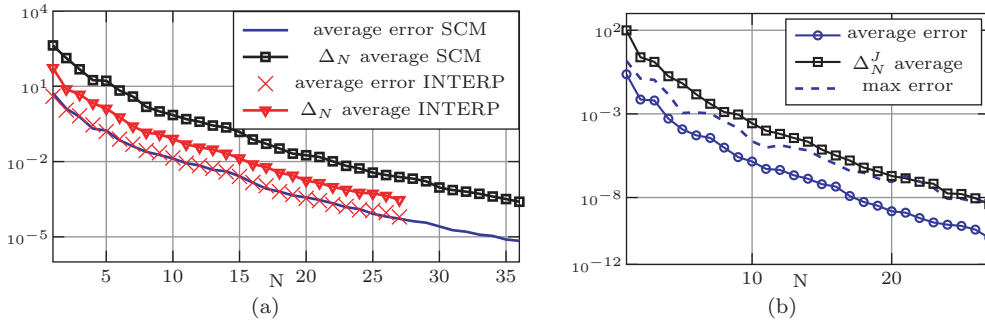 10^4
10^1
10^−2
10^−5
average error SCM
Δ_N average SCM
average error INTERP
Δ_N average INTERP
5 10 15 20 25 30 35
N
(a)
10^2
10^−3
10^−8
10^−12
average error
Δ_N^J average
max error
10 20
N
(b)